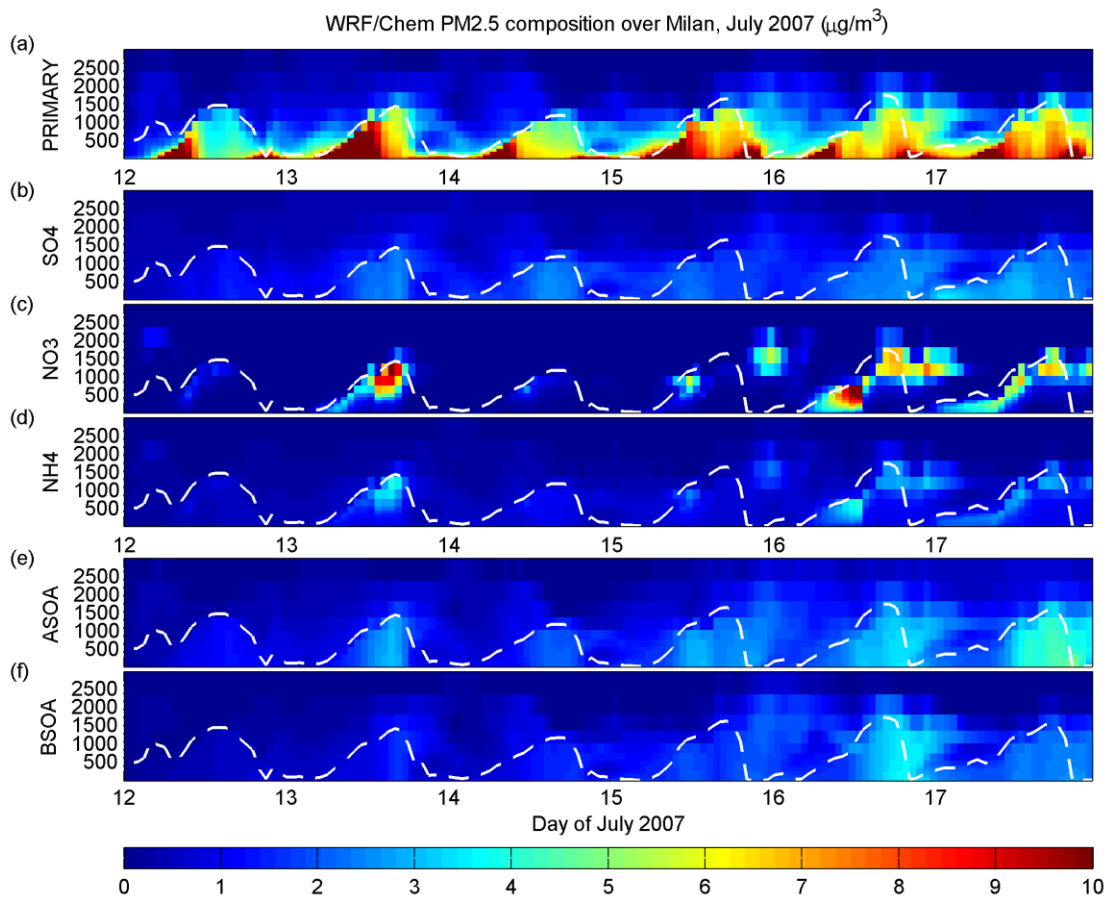 WRF/Chem PM2.5 composition over Milan, July 2007 (μg/m³)
(a)
PRIMARY
2500
2000
1500
1000
500
12 13 14 15 16 17
(b)
SO4
2500
2000
1500
1000
500
(c)
NO3
2500
2000
1500
1000
500
(d)
NH4
2500
2000
1500
1000
500
12 13 14 15 16 17
(e)
ASOA
2500
2000
1500
1000
500
(f)
BSOA
2500
2000
1500
1000
500
12 13 14 15 16 17
Day of July 2007
0 1 2 3 4 5 6 7 8 9 10